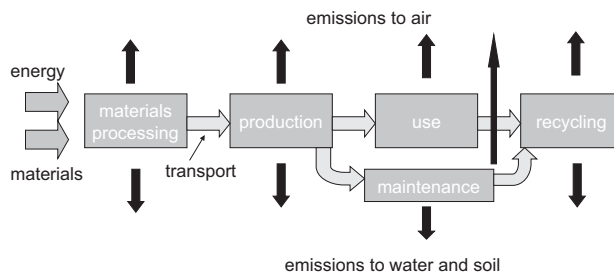 emissions to air
energy
materials
processing
production
use
recycling
materials
transport
maintenance
emissions to water and soil